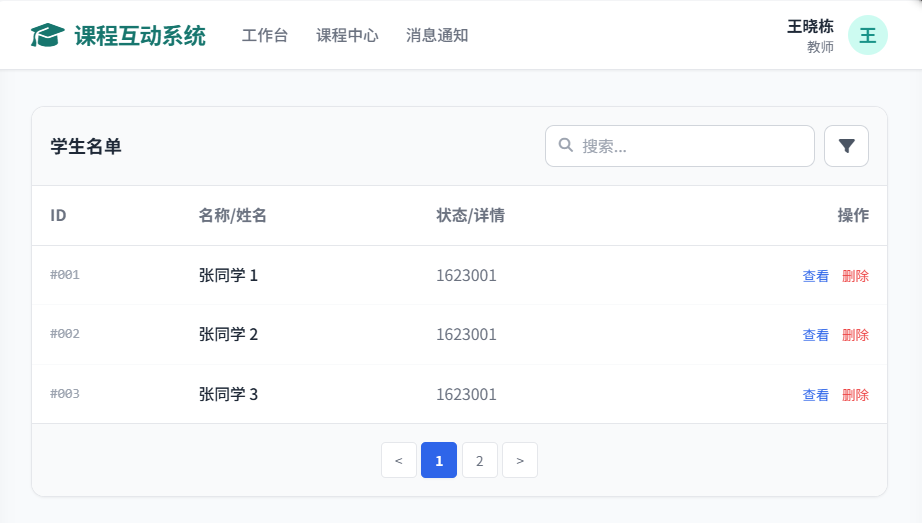 课程互动系统 工作台 课程中心 消息通知 王晓栋 王
教师
学生名单 搜索...
ID 名称/姓名 状态/详情 操作
#001 张同学 1 1623001 查看 删除
#002 张同学 2 1623001 查看 删除
#003 张同学 3 1623001 查看 删除
< 1 2 >